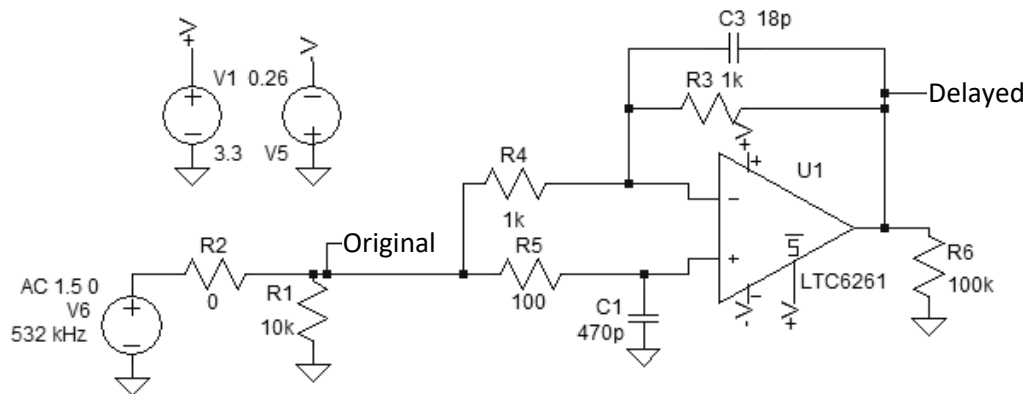 C3 18p
V+
V-
V1 0.26
R3 1k
Delayed
V+
3.3
V5
R4
U1
1k
Original
R2
R5
S
AC 1.5 0
R1
LTC6261
R6
V6
0
100
C1
100k
532 kHz
10k
470p
V-
V+